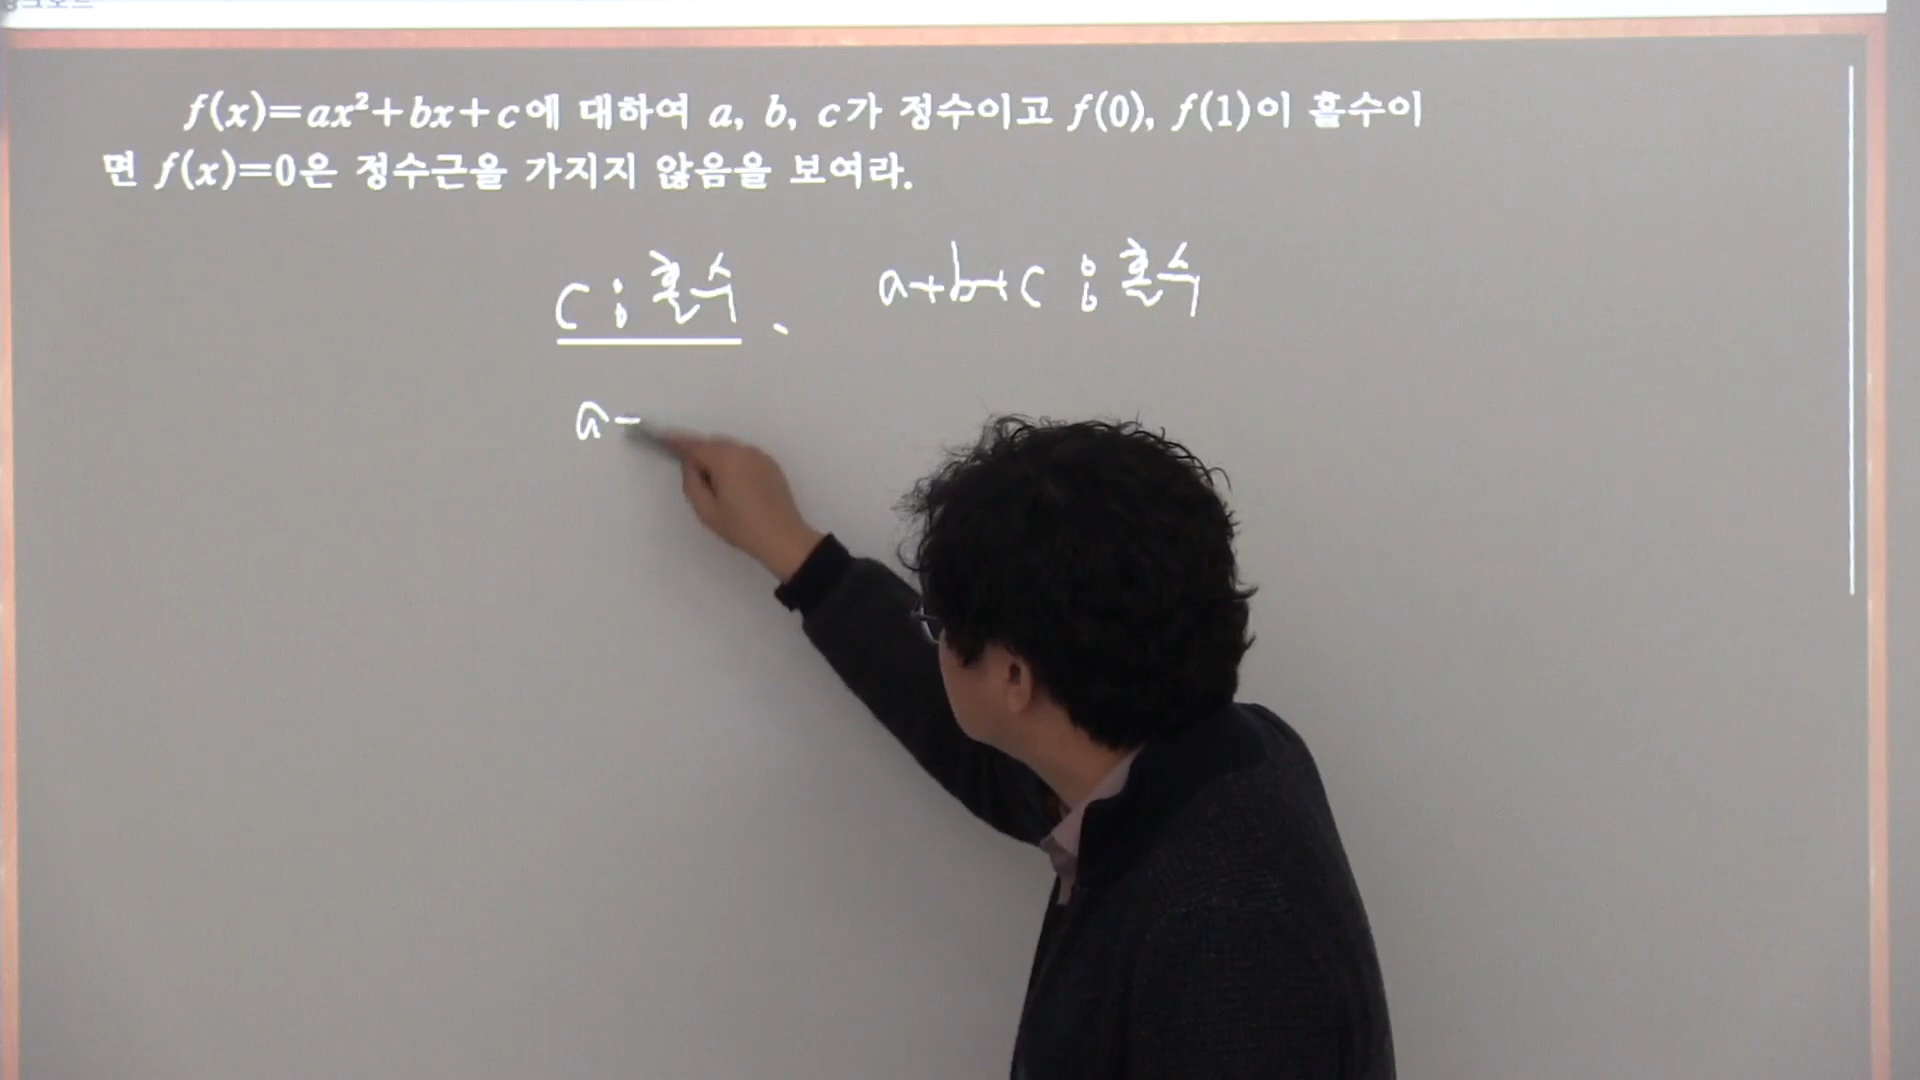 f(x)=ax²+bx+c에 대하여 a, b, c가 정수이고 f(0), f(1)이 홀수이
면 f(x)=0은 정수근을 가지지 않음을 보여라.
c : 홀수 . a+b+c : 홀수
a-